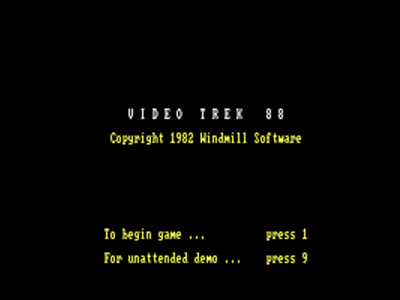 VIDEO TREK 88
Copyright 1982 Windmill Software
To begin game ... press 1
For unattended demo ... press 9